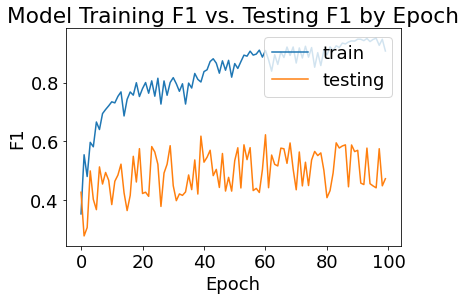 Model Training F1 vs. Testing F1 by Epoch
train
testing
F1
0.8
0.6
0.4
0 20 40 60 80 100
Epoch